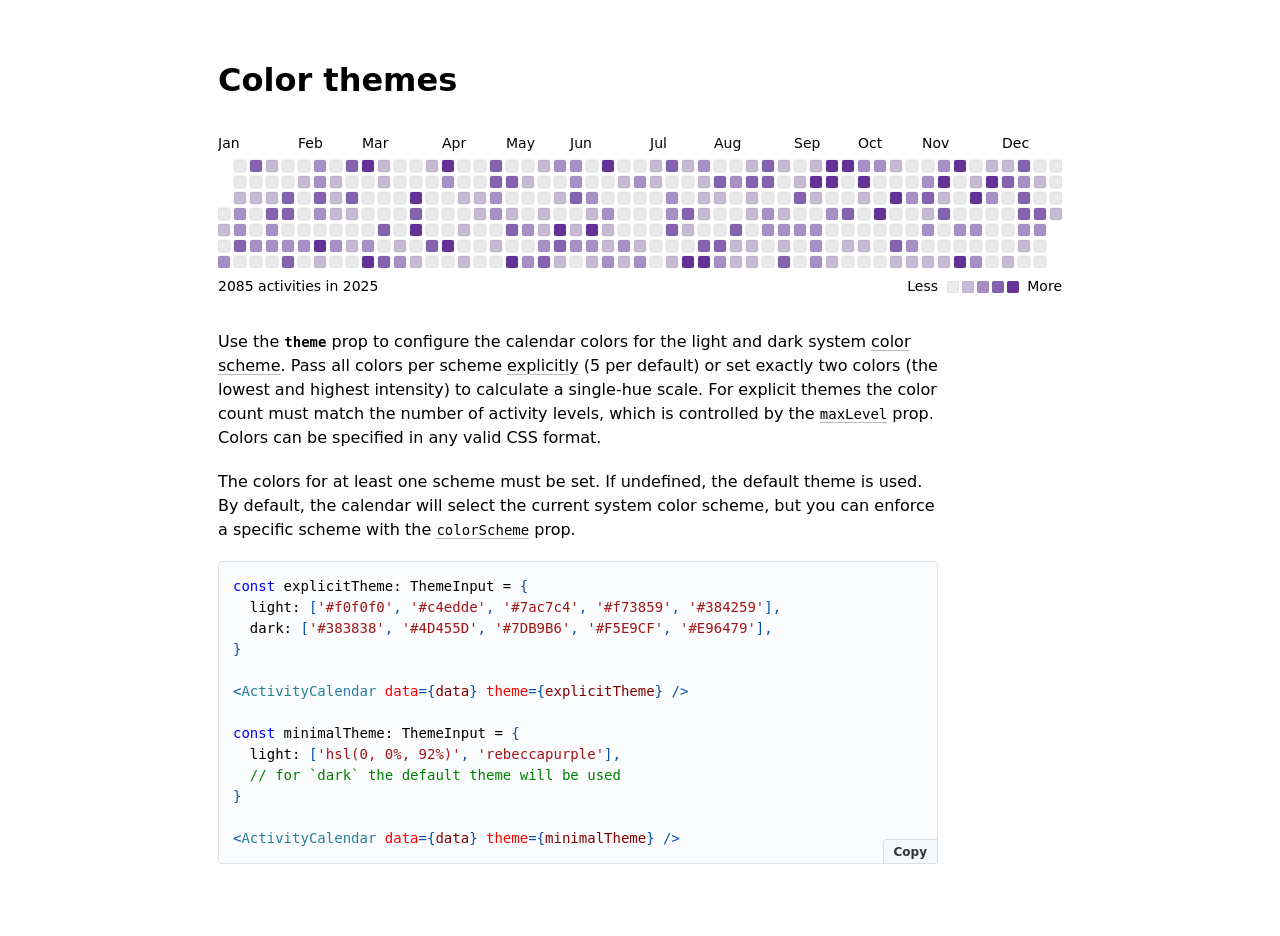 Color themes
Jan Feb Mar Apr May Jun Jul Aug Sep Oct Nov Dec
2085 activities in 2025 Less More
Use the theme prop to configure the calendar colors for the light and dark system color
scheme. Pass all colors per scheme explicitly (5 per default) or set exactly two colors (the
lowest and highest intensity) to calculate a single-hue scale. For explicit themes the color
count must match the number of activity levels, which is controlled by the maxLevel prop.
Colors can be specified in any valid CSS format.
The colors for at least one scheme must be set. If undefined, the default theme is used.
By default, the calendar will select the current system color scheme, but you can enforce
a specific scheme with the colorScheme prop.
const explicitTheme: ThemeInput = {
  light: ['#f0f0f0', '#c4edde', '#7ac7c4', '#f73859', '#384259'],
  dark: ['#383838', '#4D455D', '#7DB9B6', '#F5E9CF', '#E96479'],
}
<ActivityCalendar data={data} theme={explicitTheme} />
const minimalTheme: ThemeInput = {
  light: ['hsl(0, 0%, 92%)', 'rebeccapurple'],
  // for `dark` the default theme will be used
}
<ActivityCalendar data={data} theme={minimalTheme} />
Copy